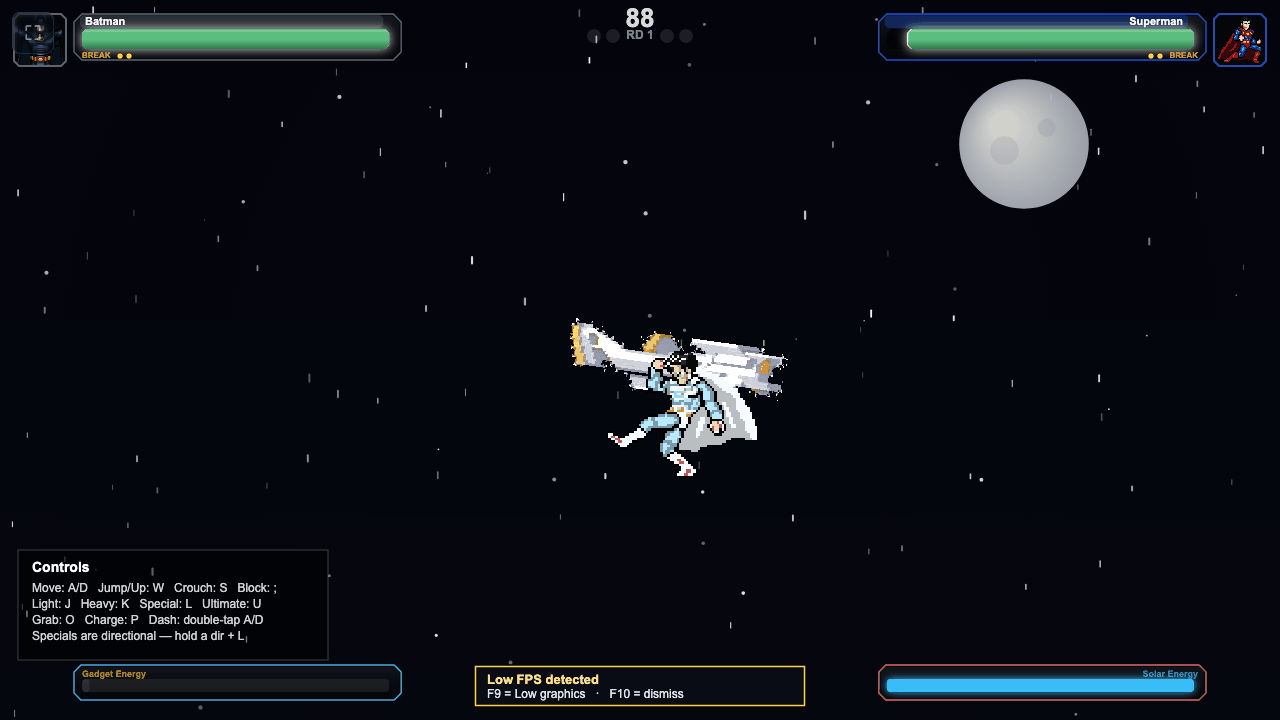 Batman
BREAK
88
RD 1
Superman
BREAK
Controls
Move: A/D Jump/Up: W Crouch: S Block: ;
Light: J Heavy: K Special: L Ultimate: U
Grab: O Charge: P Dash: double-tap A/D
Specials are directional — hold a dir + L
Gadget Energy
Low FPS detected
F9 = Low graphics · F10 = dismiss
Solar Energy